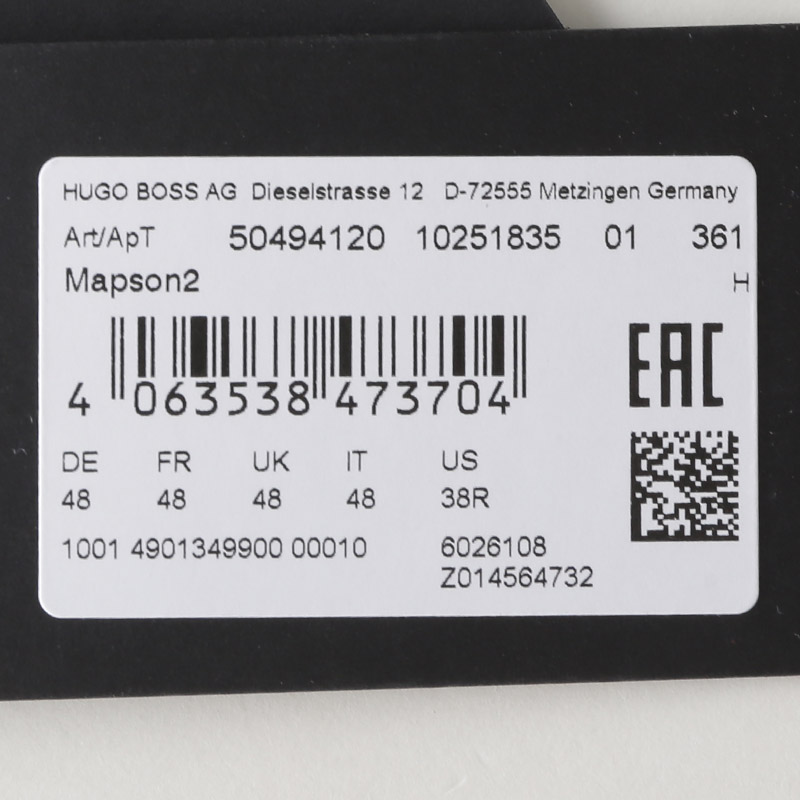 HUGO BOSS AG Dieselstrasse 12 D-72555 Metzingen Germany
Art/АрТ 50494120 10251835 01 361
Mapson2 H
EAC
4 063538 473704
DE FR UK IT US
48 48 48 48 38R
1001 4901349900 00010 6026108
Z014564732